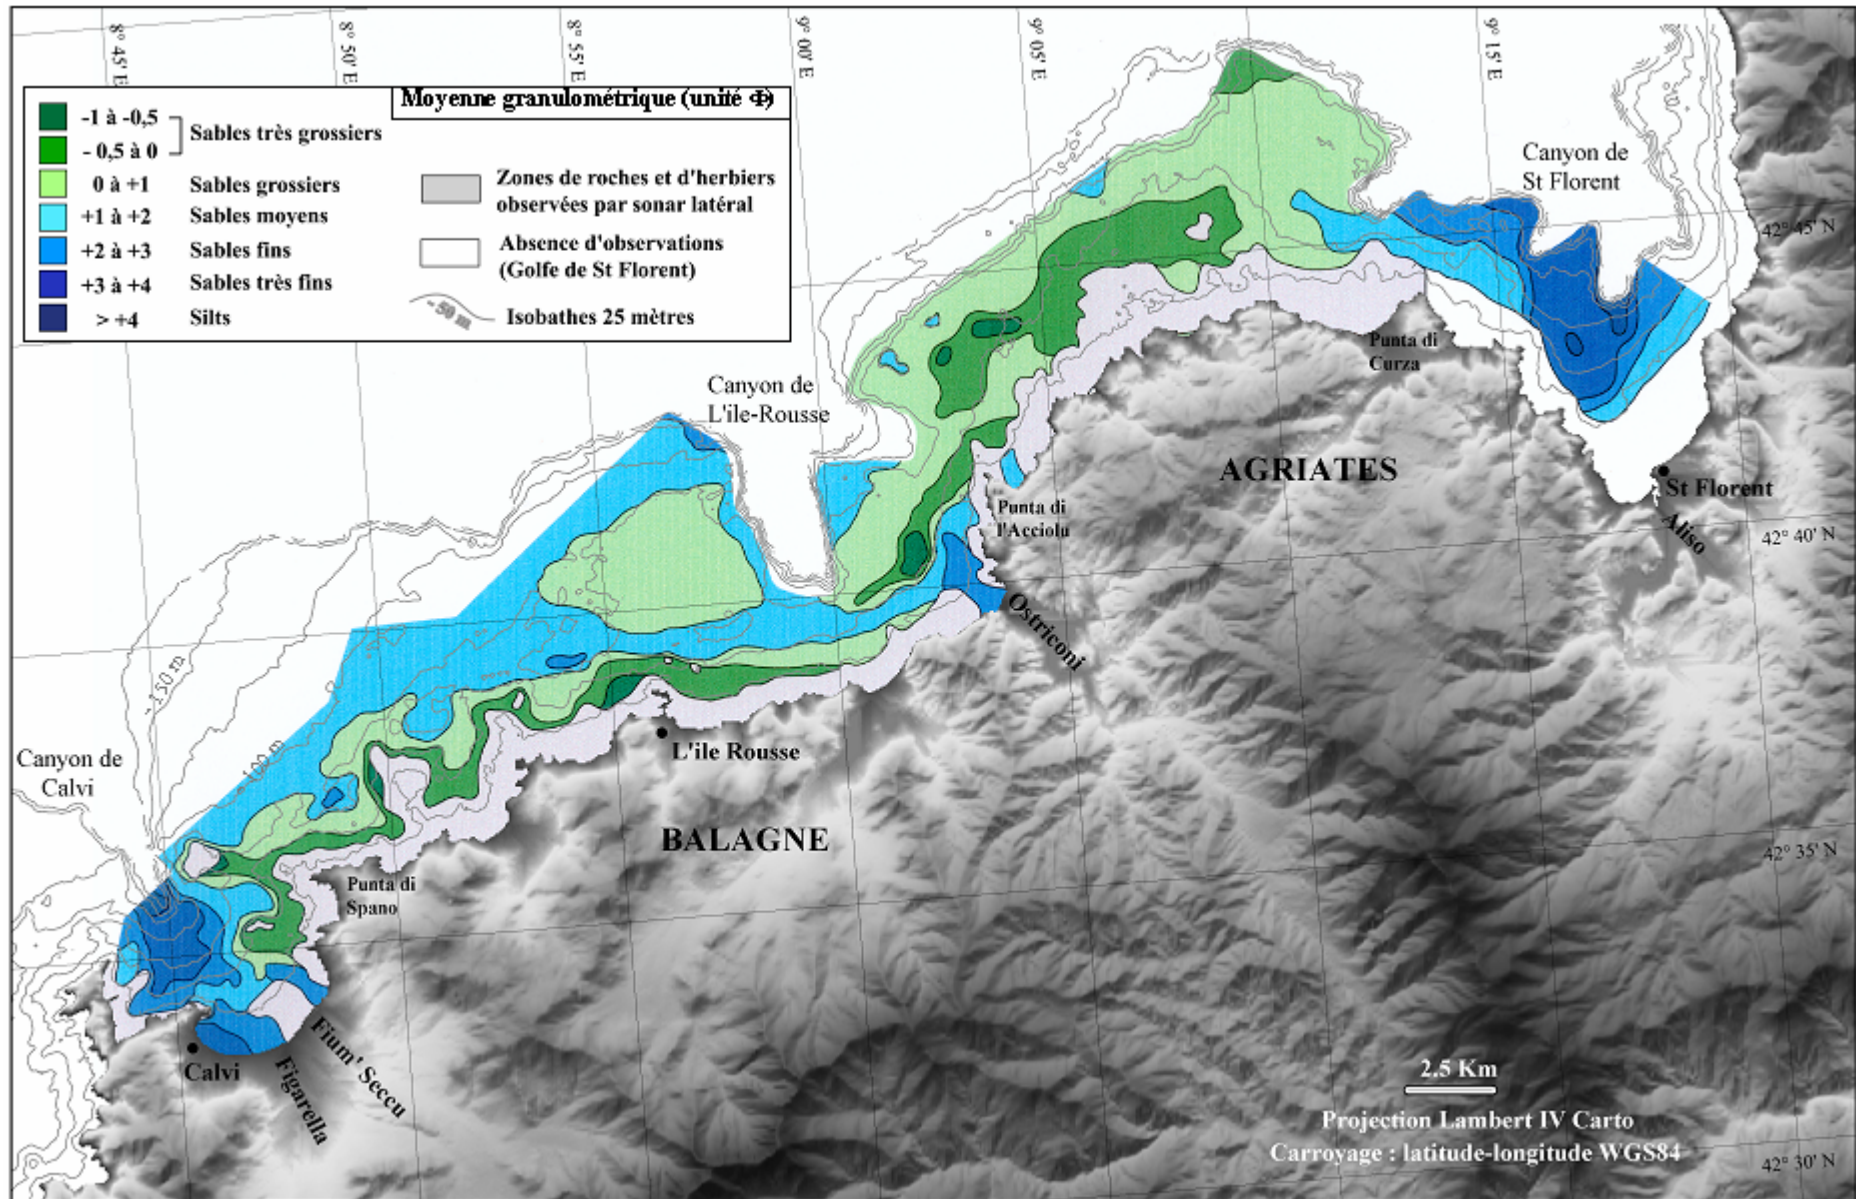 8° 45' E
8° 50' E
8° 55' E
9° 00' E
9° 05' E
9° 15' E
Moyenne granulométrique (unité Φ)
-1 à -0,5
- 0,5 à 0
Sables très grossiers
0 à +1 Sables grossiers
+1 à +2 Sables moyens
+2 à +3 Sables fins
+3 à +4 Sables très fins
> +4 Silts
Zones de roches et d'herbiers
observées par sonar latéral
Absence d'observations
(Golfe de St Florent)
- 50 m
Isobathes 25 mètres
Canyon de
St Florent
42° 45' N
Punta di
Curza
Canyon de
L'ile-Rousse
AGRIATES
St Florent
Aliso
Punta di
l'Acciolu
42° 40' N
Ostriconi
- 150 m
- 100 m
L'ile Rousse
Canyon de
Calvi
BALAGNE
42° 35' N
Punta di
Spano
Calvi
Fium' Seccu
Figarella
2.5 Km
Projection Lambert IV Carto
Carroyage : latitude-longitude WGS84
42° 30' N